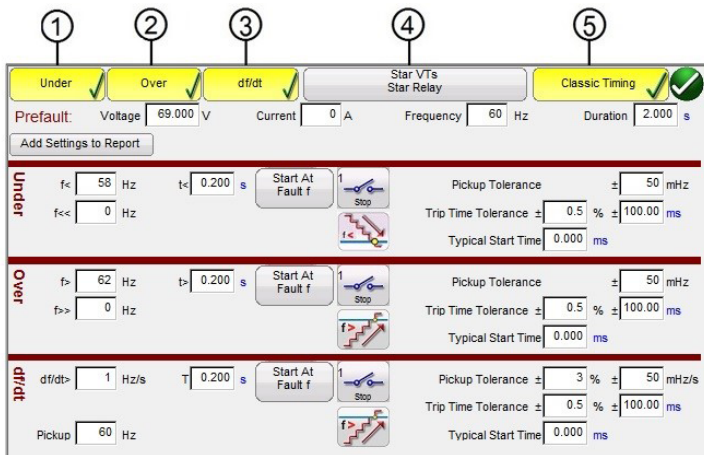 1 2 3 4 5
Under Over df/dt Star VTs Star Relay Classic Timing
Prefault: Voltage 69.000 V Current 0 A Frequency 60 Hz Duration 2.000 s
Add Settings to Report
Under
f< 58 Hz t< 0.200 s Start At Fault f 1 Stop Pickup Tolerance ± 50 mHz
f<< 0 Hz f< Trip Time Tolerance ± 0.5 % ± 100.00 ms
Typical Start Time 0.000 ms
Over
f> 62 Hz t> 0.200 s Start At Fault f 1 Stop Pickup Tolerance ± 50 mHz
f>> 0 Hz f> Trip Time Tolerance ± 0.5 % ± 100.00 ms
Typical Start Time 0.000 ms
df/dt
df/dt> 1 Hz/s T 0.200 s Start At Fault f 1 Stop Pickup Tolerance ± 3 % ± 50 mHz/s
Trip Time Tolerance ± 0.5 % ± 100.00 ms
Pickup 60 Hz f> Typical Start Time 0.000 ms